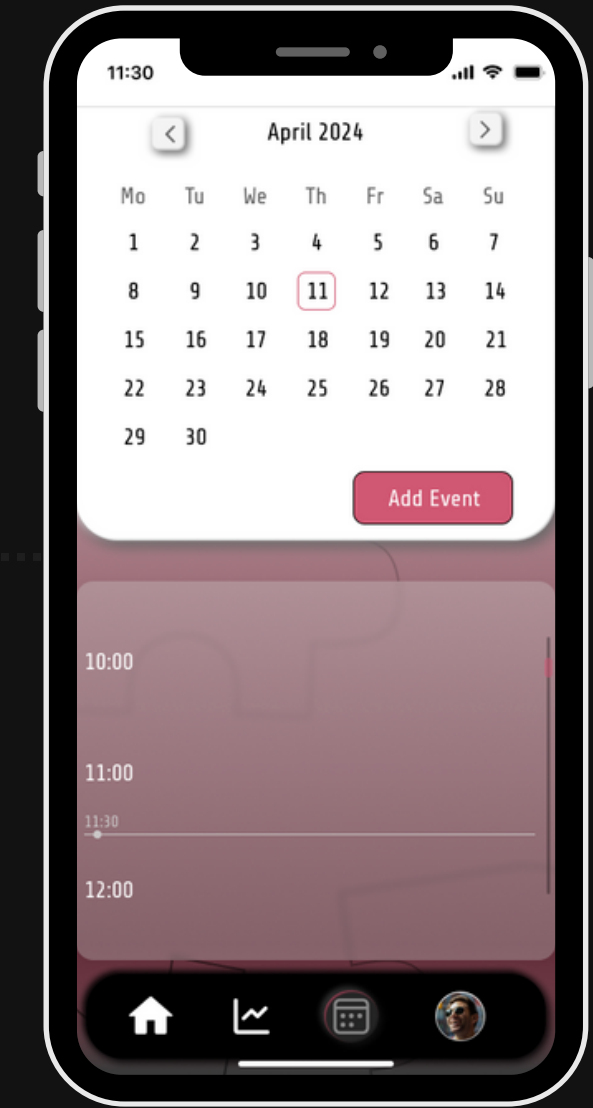 11:30
April 2024
Mo Tu We Th Fr Sa Su
1 2 3 4 5 6 7
8 9 10 11 12 13 14
15 16 17 18 19 20 21
22 23 24 25 26 27 28
29 30
Add Event
10:00
11:00
11:30
12:00